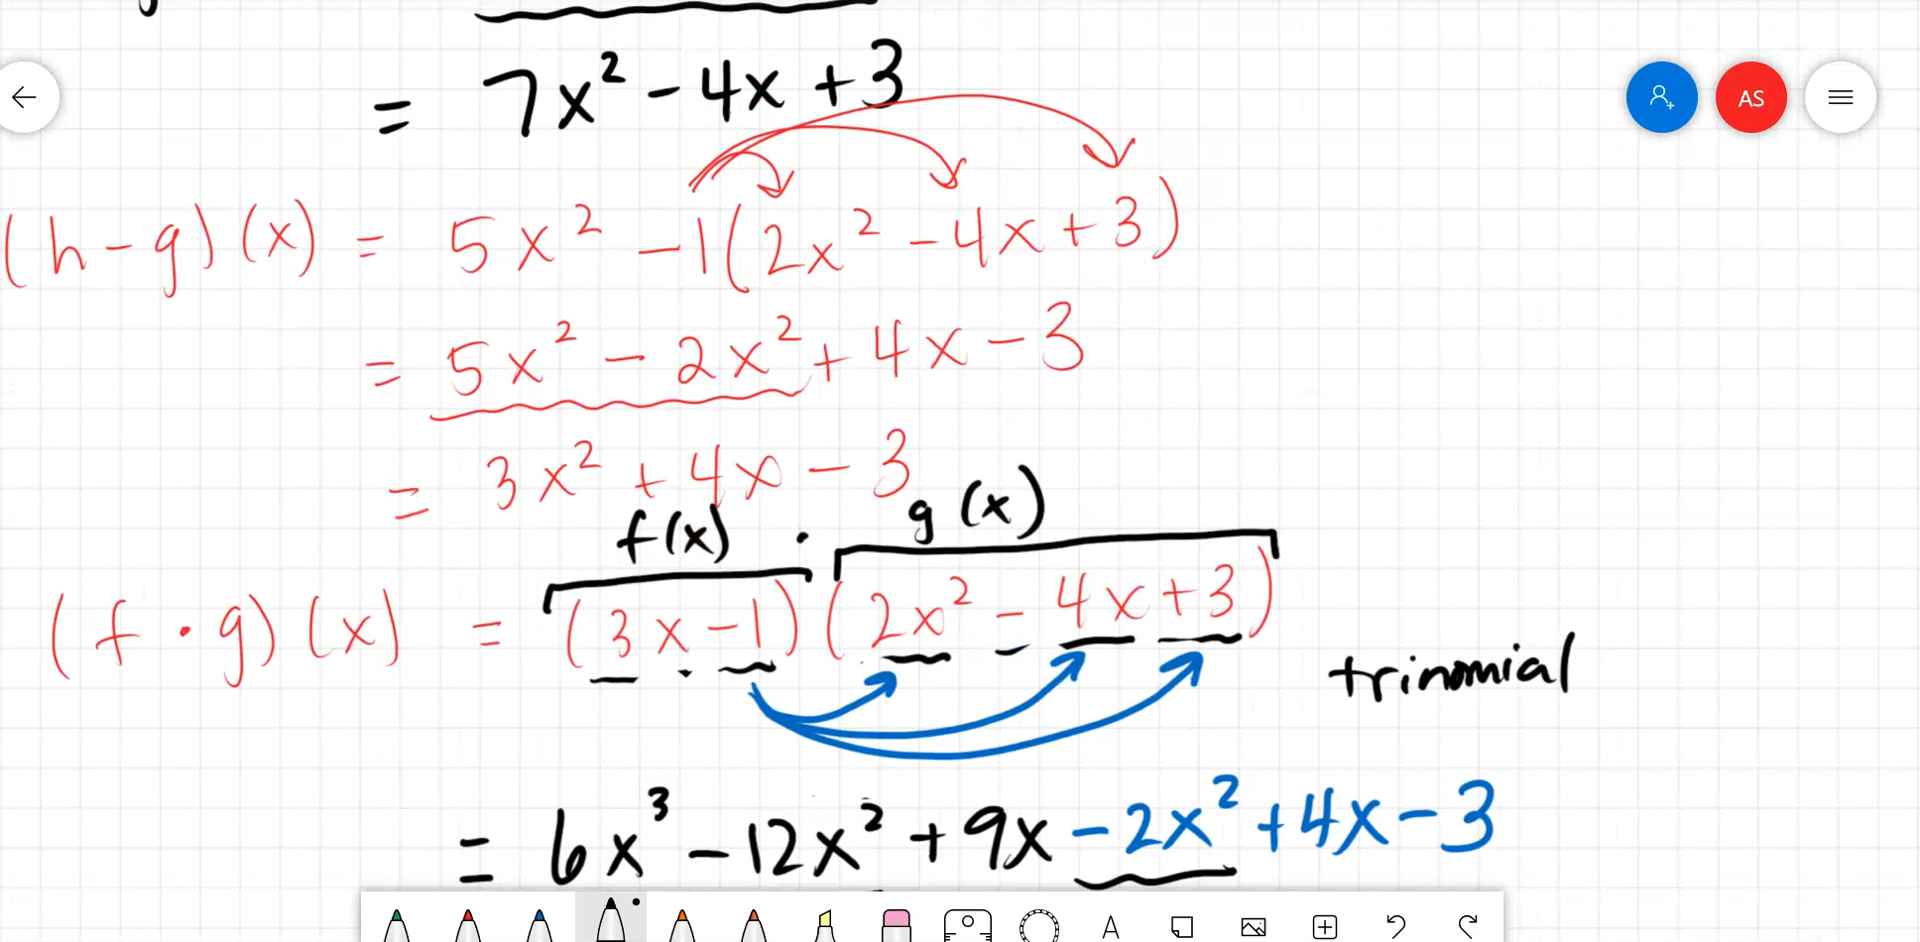 = 7x² - 4x + 3
AS
(h - g)(x) = 5x² - 1(2x² - 4x + 3)
= 5x² - 2x² + 4x - 3
= 3x² + 4x - 3
f(x) · g(x)
(f · g)(x) = (3x - 1)(2x² - 4x + 3)
trinomial
= 6x³ - 12x² + 9x - 2x² + 4x - 3
A